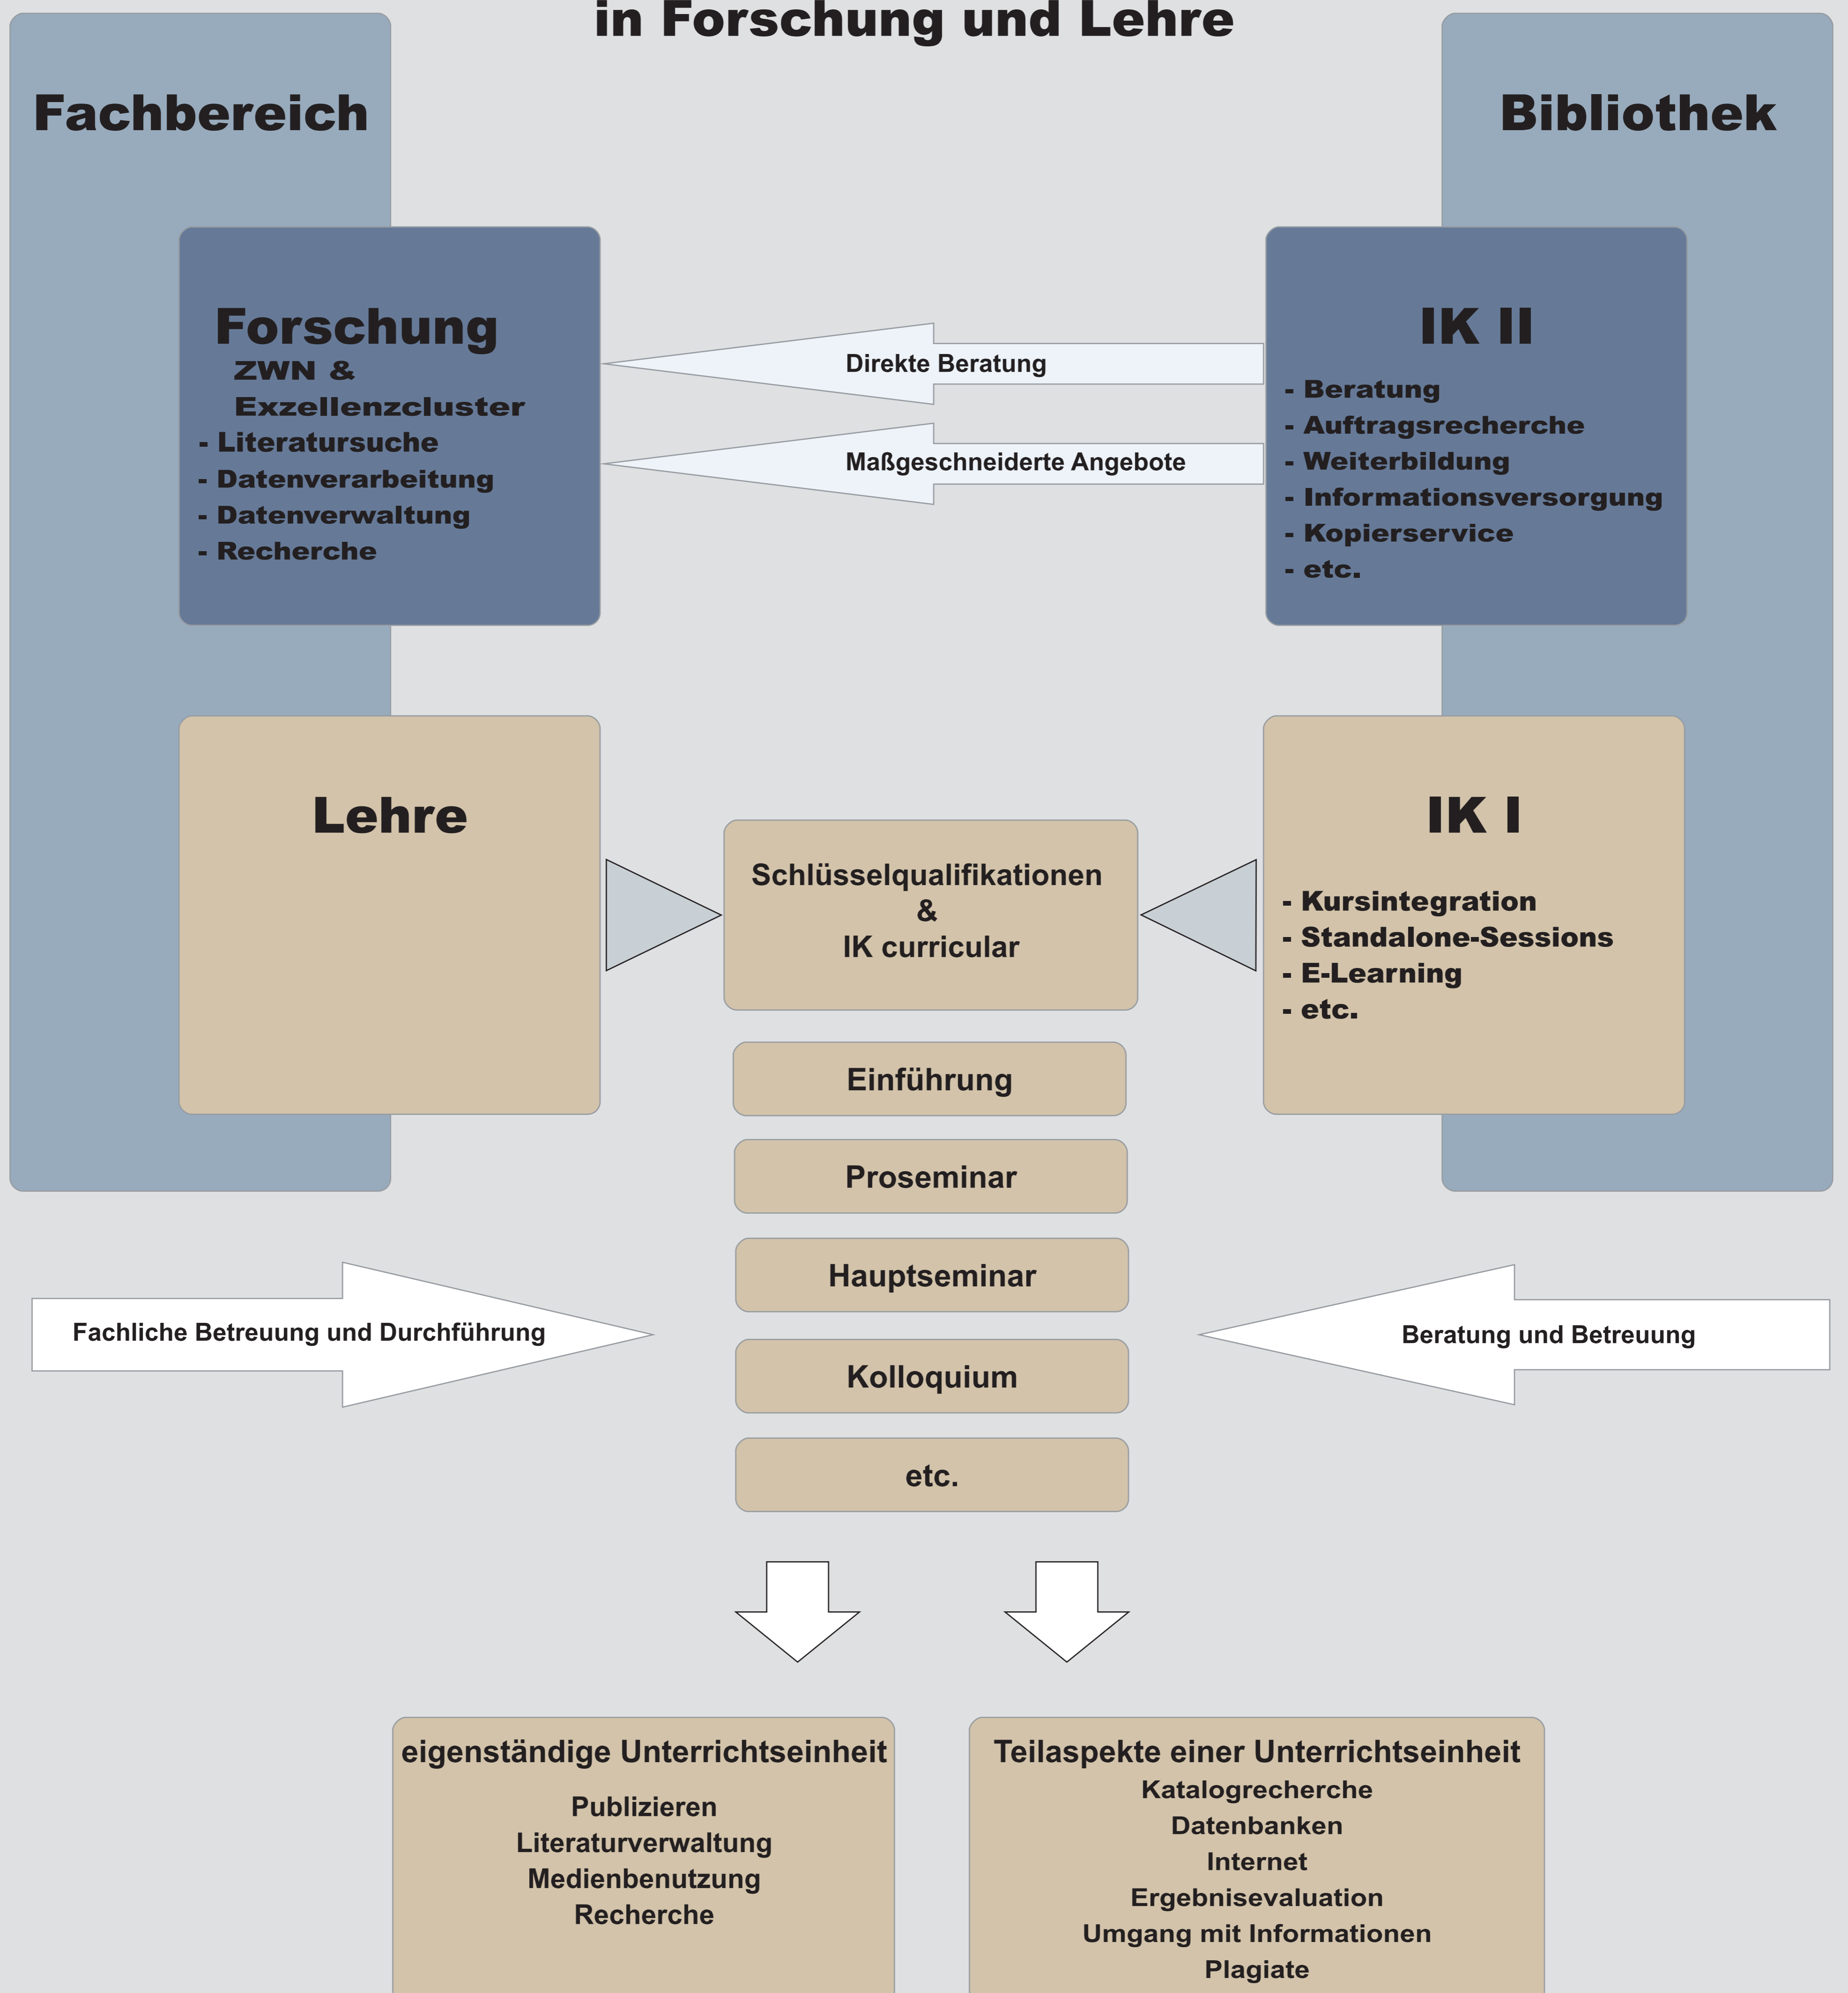 in Forschung und Lehre
Fachbereich
Bibliothek
Forschung
ZWN &
Exzellenzcluster
- Literatursuche
- Datenverarbeitung
- Datenverwaltung
- Recherche
Direkte Beratung
Maßgeschneiderte Angebote
IK II
- Beratung
- Auftragsrecherche
- Weiterbildung
- Informationsversorgung
- Kopierservice
- etc.
Lehre
Schlüsselqualifikationen
&
IK curricular
IK I
- Kursintegration
- Standalone-Sessions
- E-Learning
- etc.
Einführung
Proseminar
Hauptseminar
Kolloquium
etc.
Fachliche Betreuung und Durchführung
Beratung und Betreuung
eigenständige Unterrichtseinheit
Publizieren
Literaturverwaltung
Medienbenutzung
Recherche
Teilaspekte einer Unterrichtseinheit
Katalogrecherche
Datenbanken
Internet
Ergebnisevaluation
Umgang mit Informationen
Plagiate